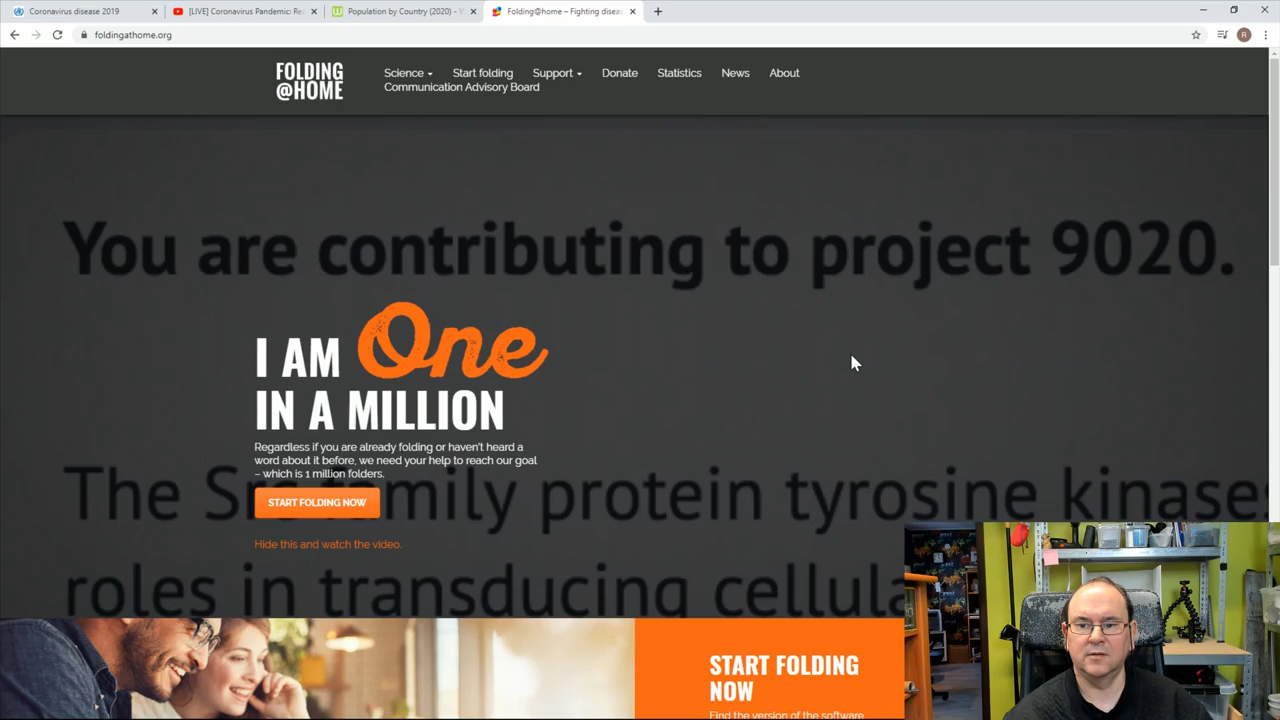 Coronavirus disease 2019
[LIVE] Coronavirus Pandemic: Re
Population by Country (2020) - W
Folding@home – Fighting diseas
foldingathome.org
R
FOLDING
@HOME
Science
Start folding
Support
Donate
Statistics
News
About
Communication Advisory Board
You are contributing to project 9020.
I AM One
IN A MILLION
Regardless if you are already folding or haven't heard a
word about it before, we need your help to reach our goal
– which is 1 million folders.
The Src family protein tyrosine kinases
START FOLDING NOW
Hide this and watch the video.
roles in transducing cellula
START FOLDING
NOW
Find the version of the software